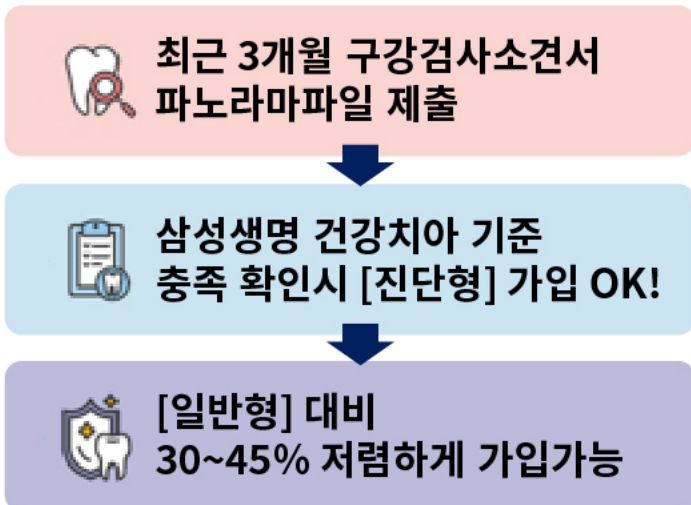 최근 3개월 구강검사소견서
파노라마파일 제출
삼성생명 건강치아 기준
충족 확인시 [진단형] 가입 OK!
[일반형] 대비
30~45% 저렴하게 가입가능